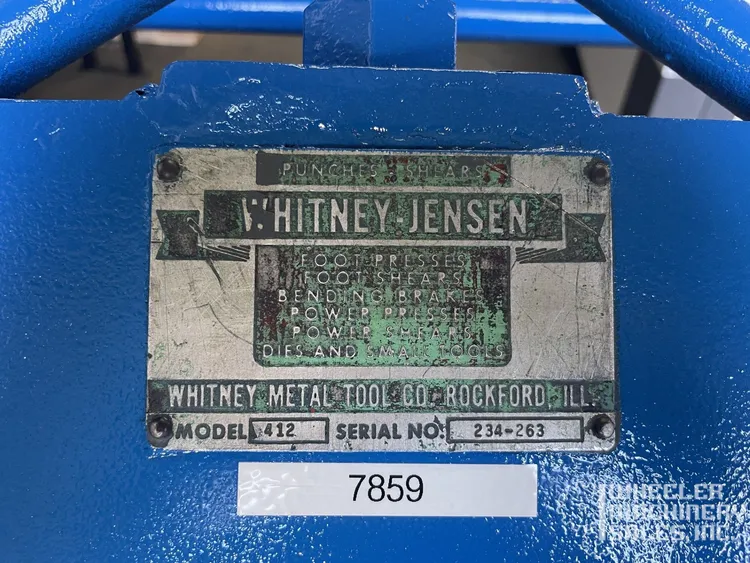 PUNCHES & SHEARS
WHITNEY-JENSEN
FOOT PRESSES
FOOT SHEARS
BENDING BRAKES
POWER PRESSES
POWER SHEARS
DIES AND SMALL TOOLS
WHITNEY METAL TOOL CO. ROCKFORD, ILL.
MODEL 412 SERIAL NO: 234-263
7859
WHEELER
MACHINERY
SALES, INC.